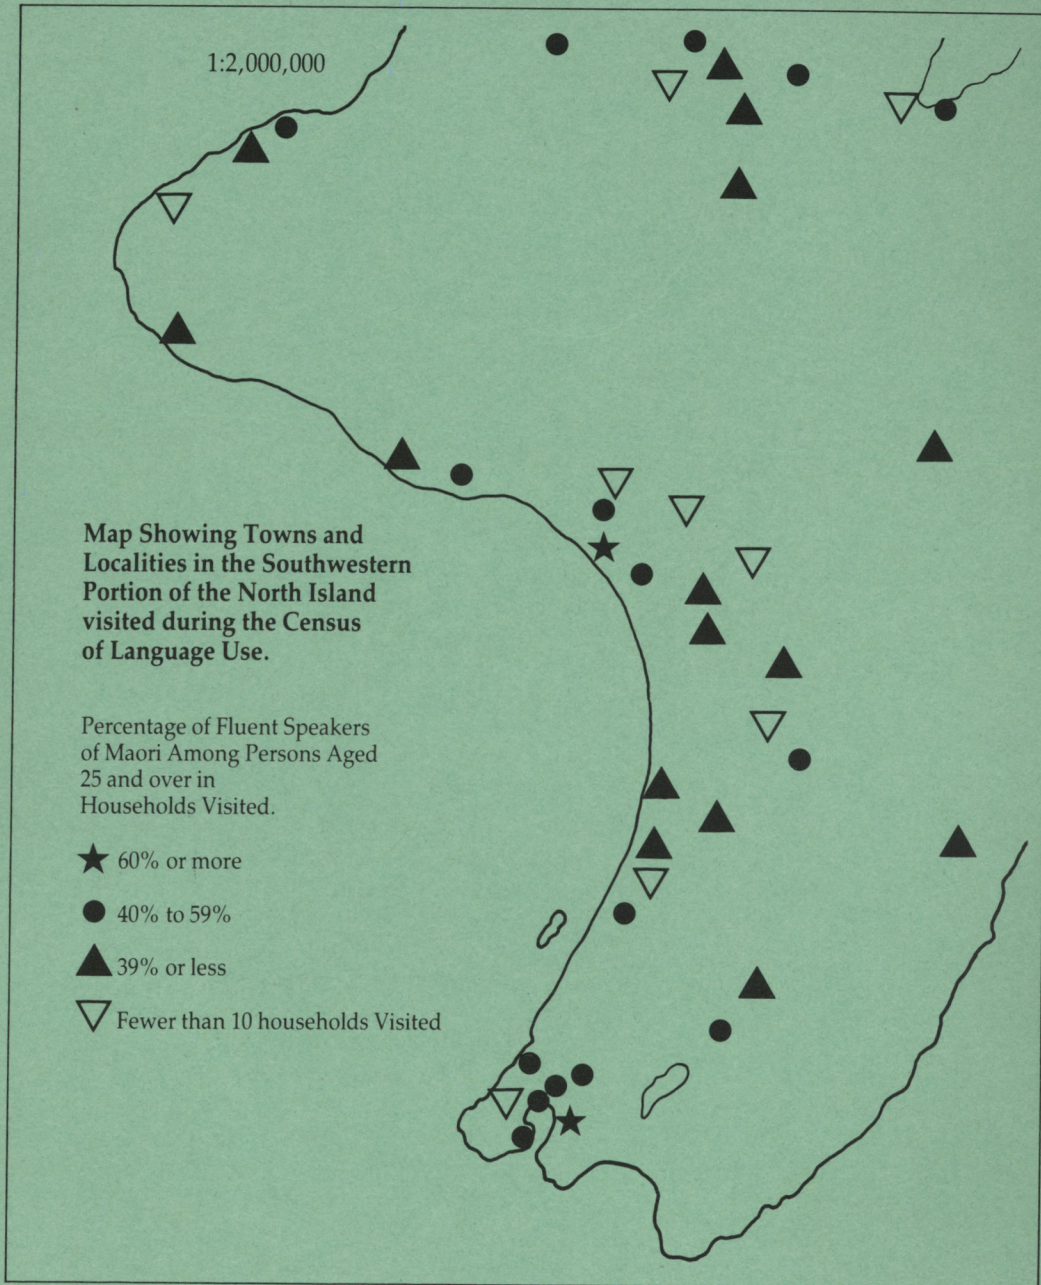 1:2,000,000
Map Showing Towns and
Localities in the Southwestern
Portion of the North Island
visited during the Census
of Language Use.
Percentage of Fluent Speakers
of Maori Among Persons Aged
25 and over in
Households Visited.
60% or more
40% to 59%
39% or less
Fewer than 10 households Visited